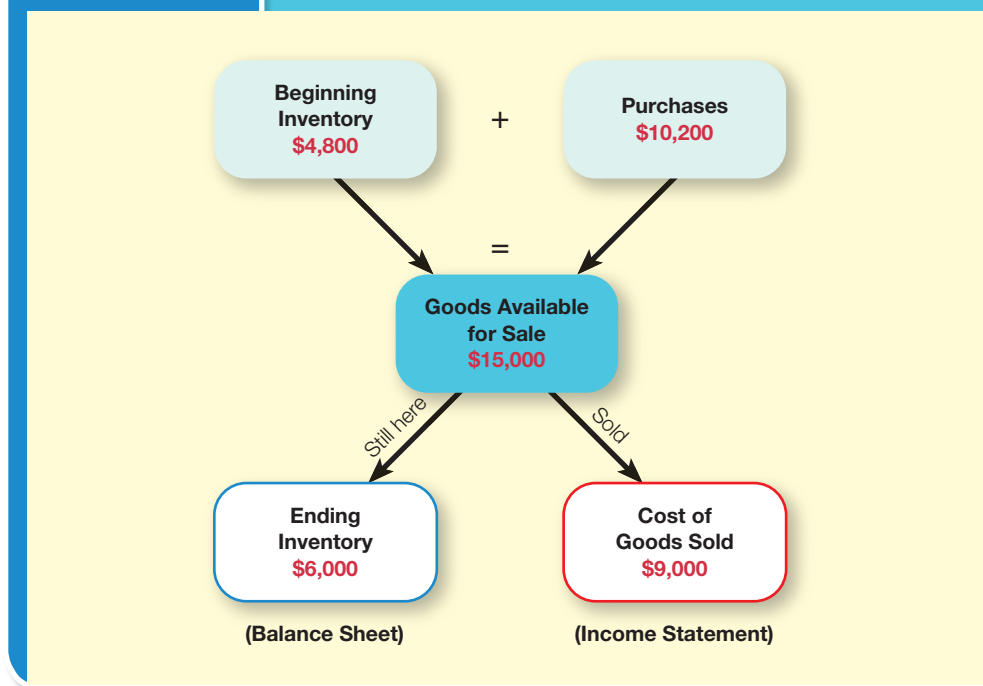 Beginning
Inventory
$4,800
+
Purchases
$10,200
=
Goods Available
for Sale
$15,000
Still here
Sold
Ending
Inventory
$6,000
Cost of
Goods Sold
$9,000
(Balance Sheet)
(Income Statement)